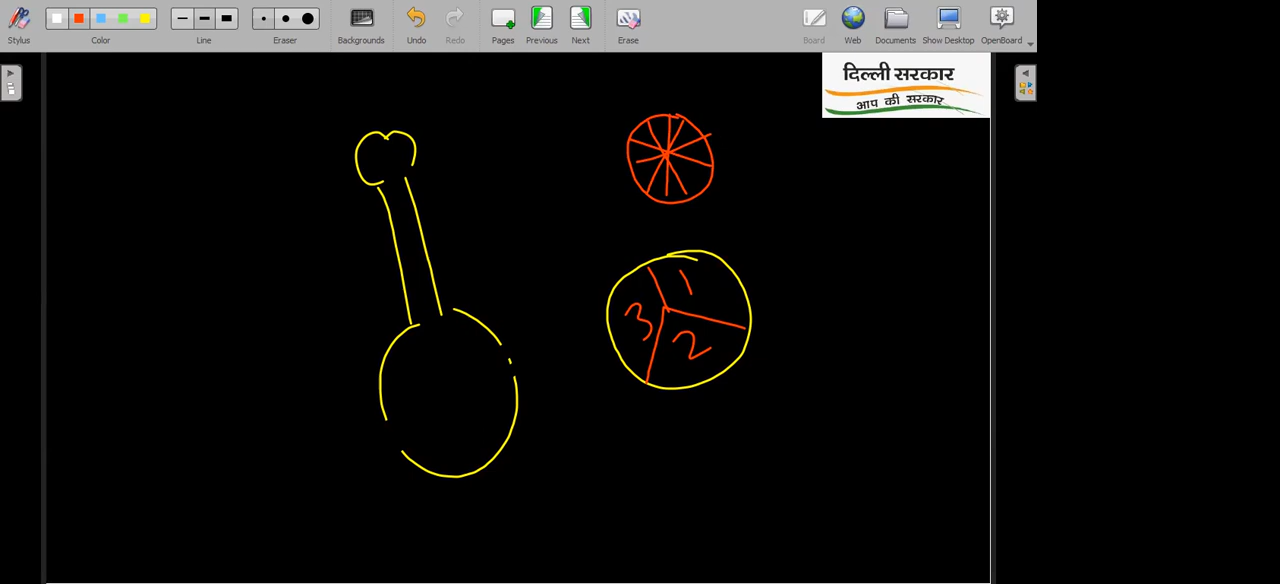 Stylus
Color
Line
Eraser
Backgrounds
Undo
Redo
Pages
Previous
Next
Erase
Board
Web
Documents
Show Desktop
OpenBoard
दिल्ली सरकार
आप की सरकार
1
3
2